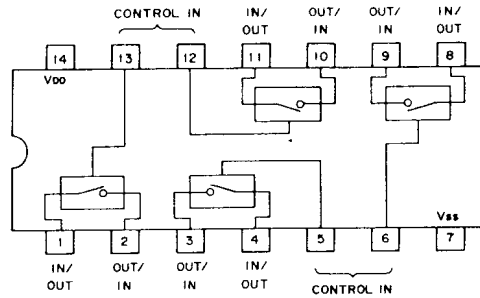 CONTROL IN
IN/ OUT/ OUT/ IN/
OUT IN IN OUT
14 13 12 11 10 9 8
VDD
VSS
1 2 3 4 5 6 7
IN/ OUT/ OUT/ IN/
OUT IN IN OUT
CONTROL IN